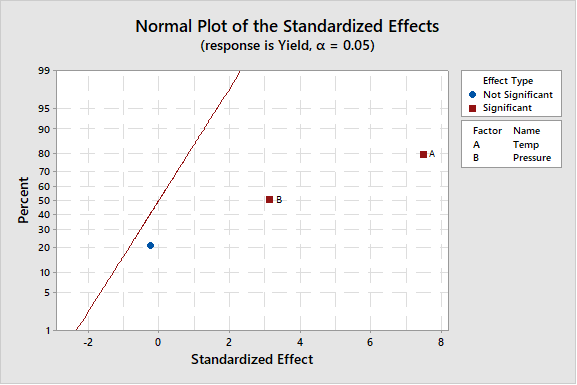 Normal Plot of the Standardized Effects
(response is Yield, α = 0.05)
99
95
90
80
70
60
50
40
30
20
10
5
1
Percent
A
B
-2 0 2 4 6 8
Standardized Effect
Effect Type
Not Significant
Significant
Factor Name
A Temp
B Pressure